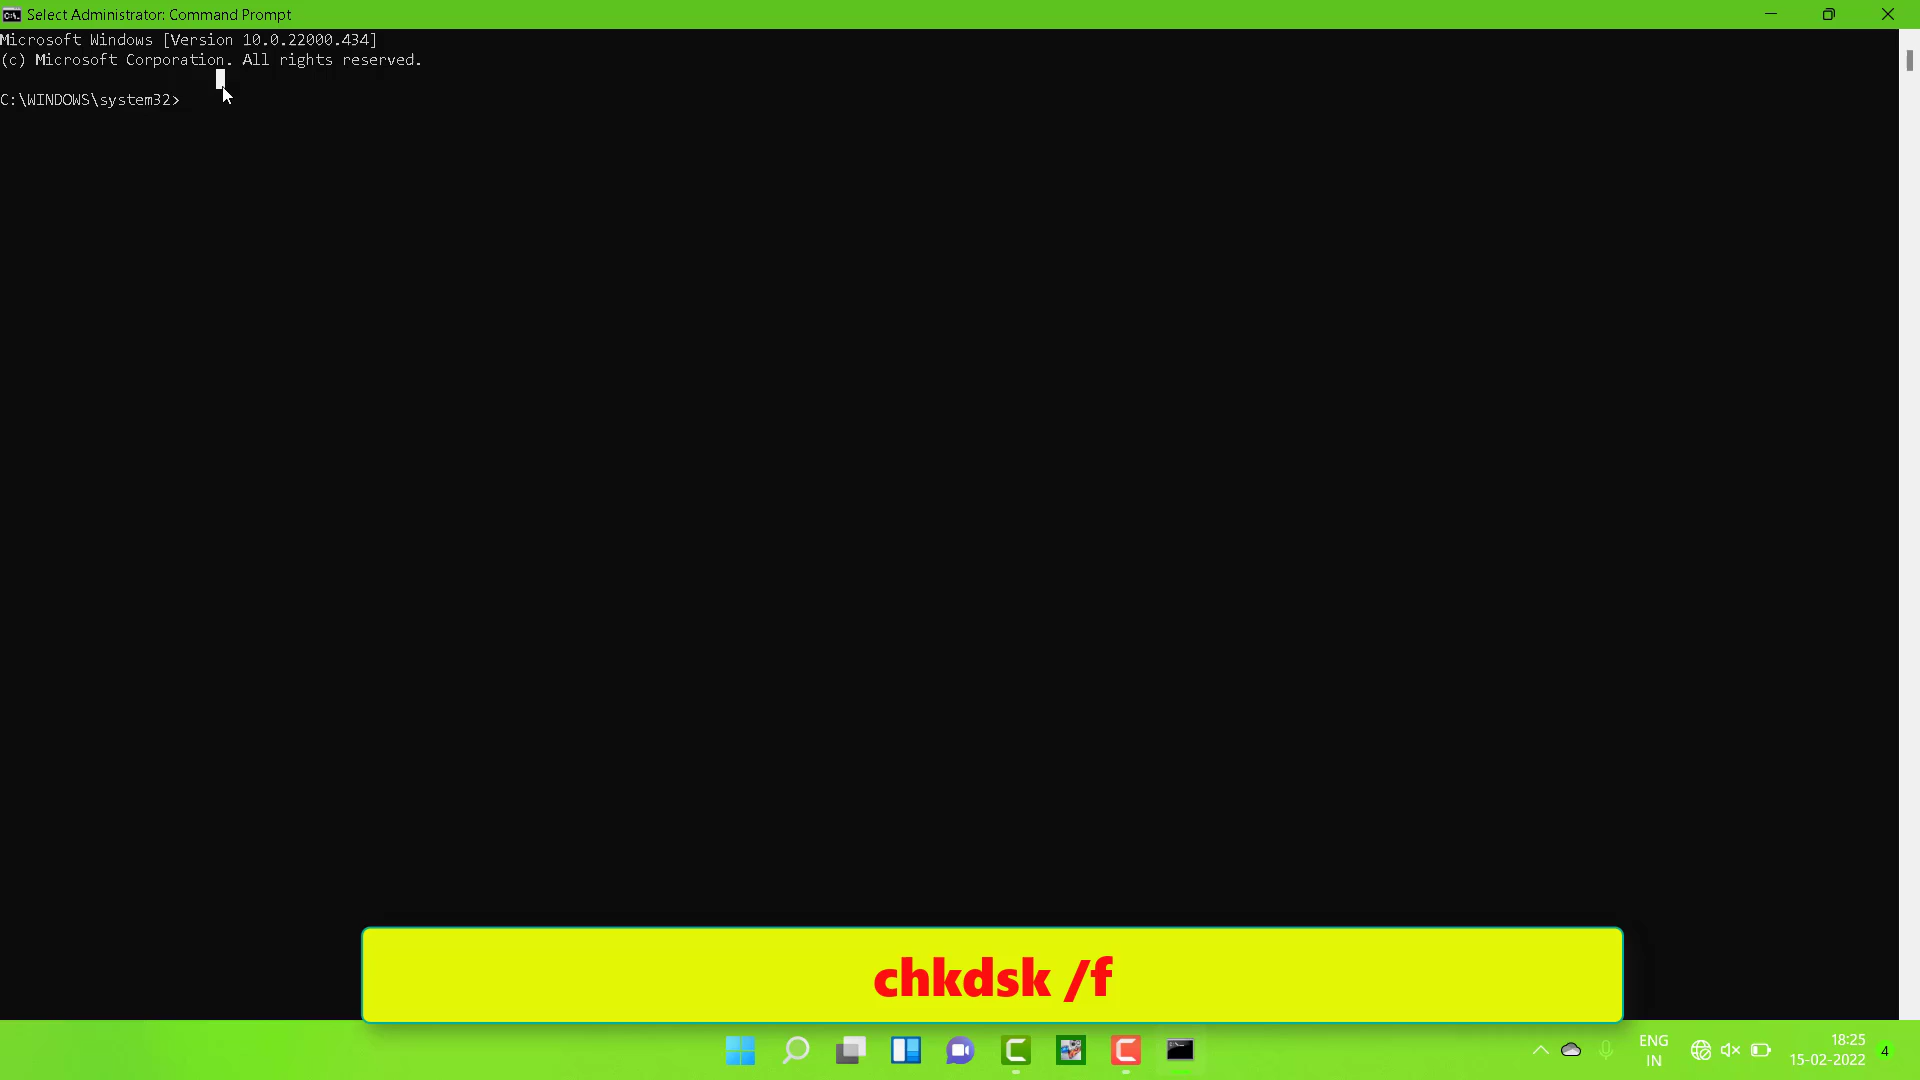 Select Administrator: Command Prompt
Microsoft Windows [Version 10.0.22000.434]
(c) Microsoft Corporation. All rights reserved.
C:\WINDOWS\system32>
chkdsk /f
ENG
IN
18:25
15-02-2022
4